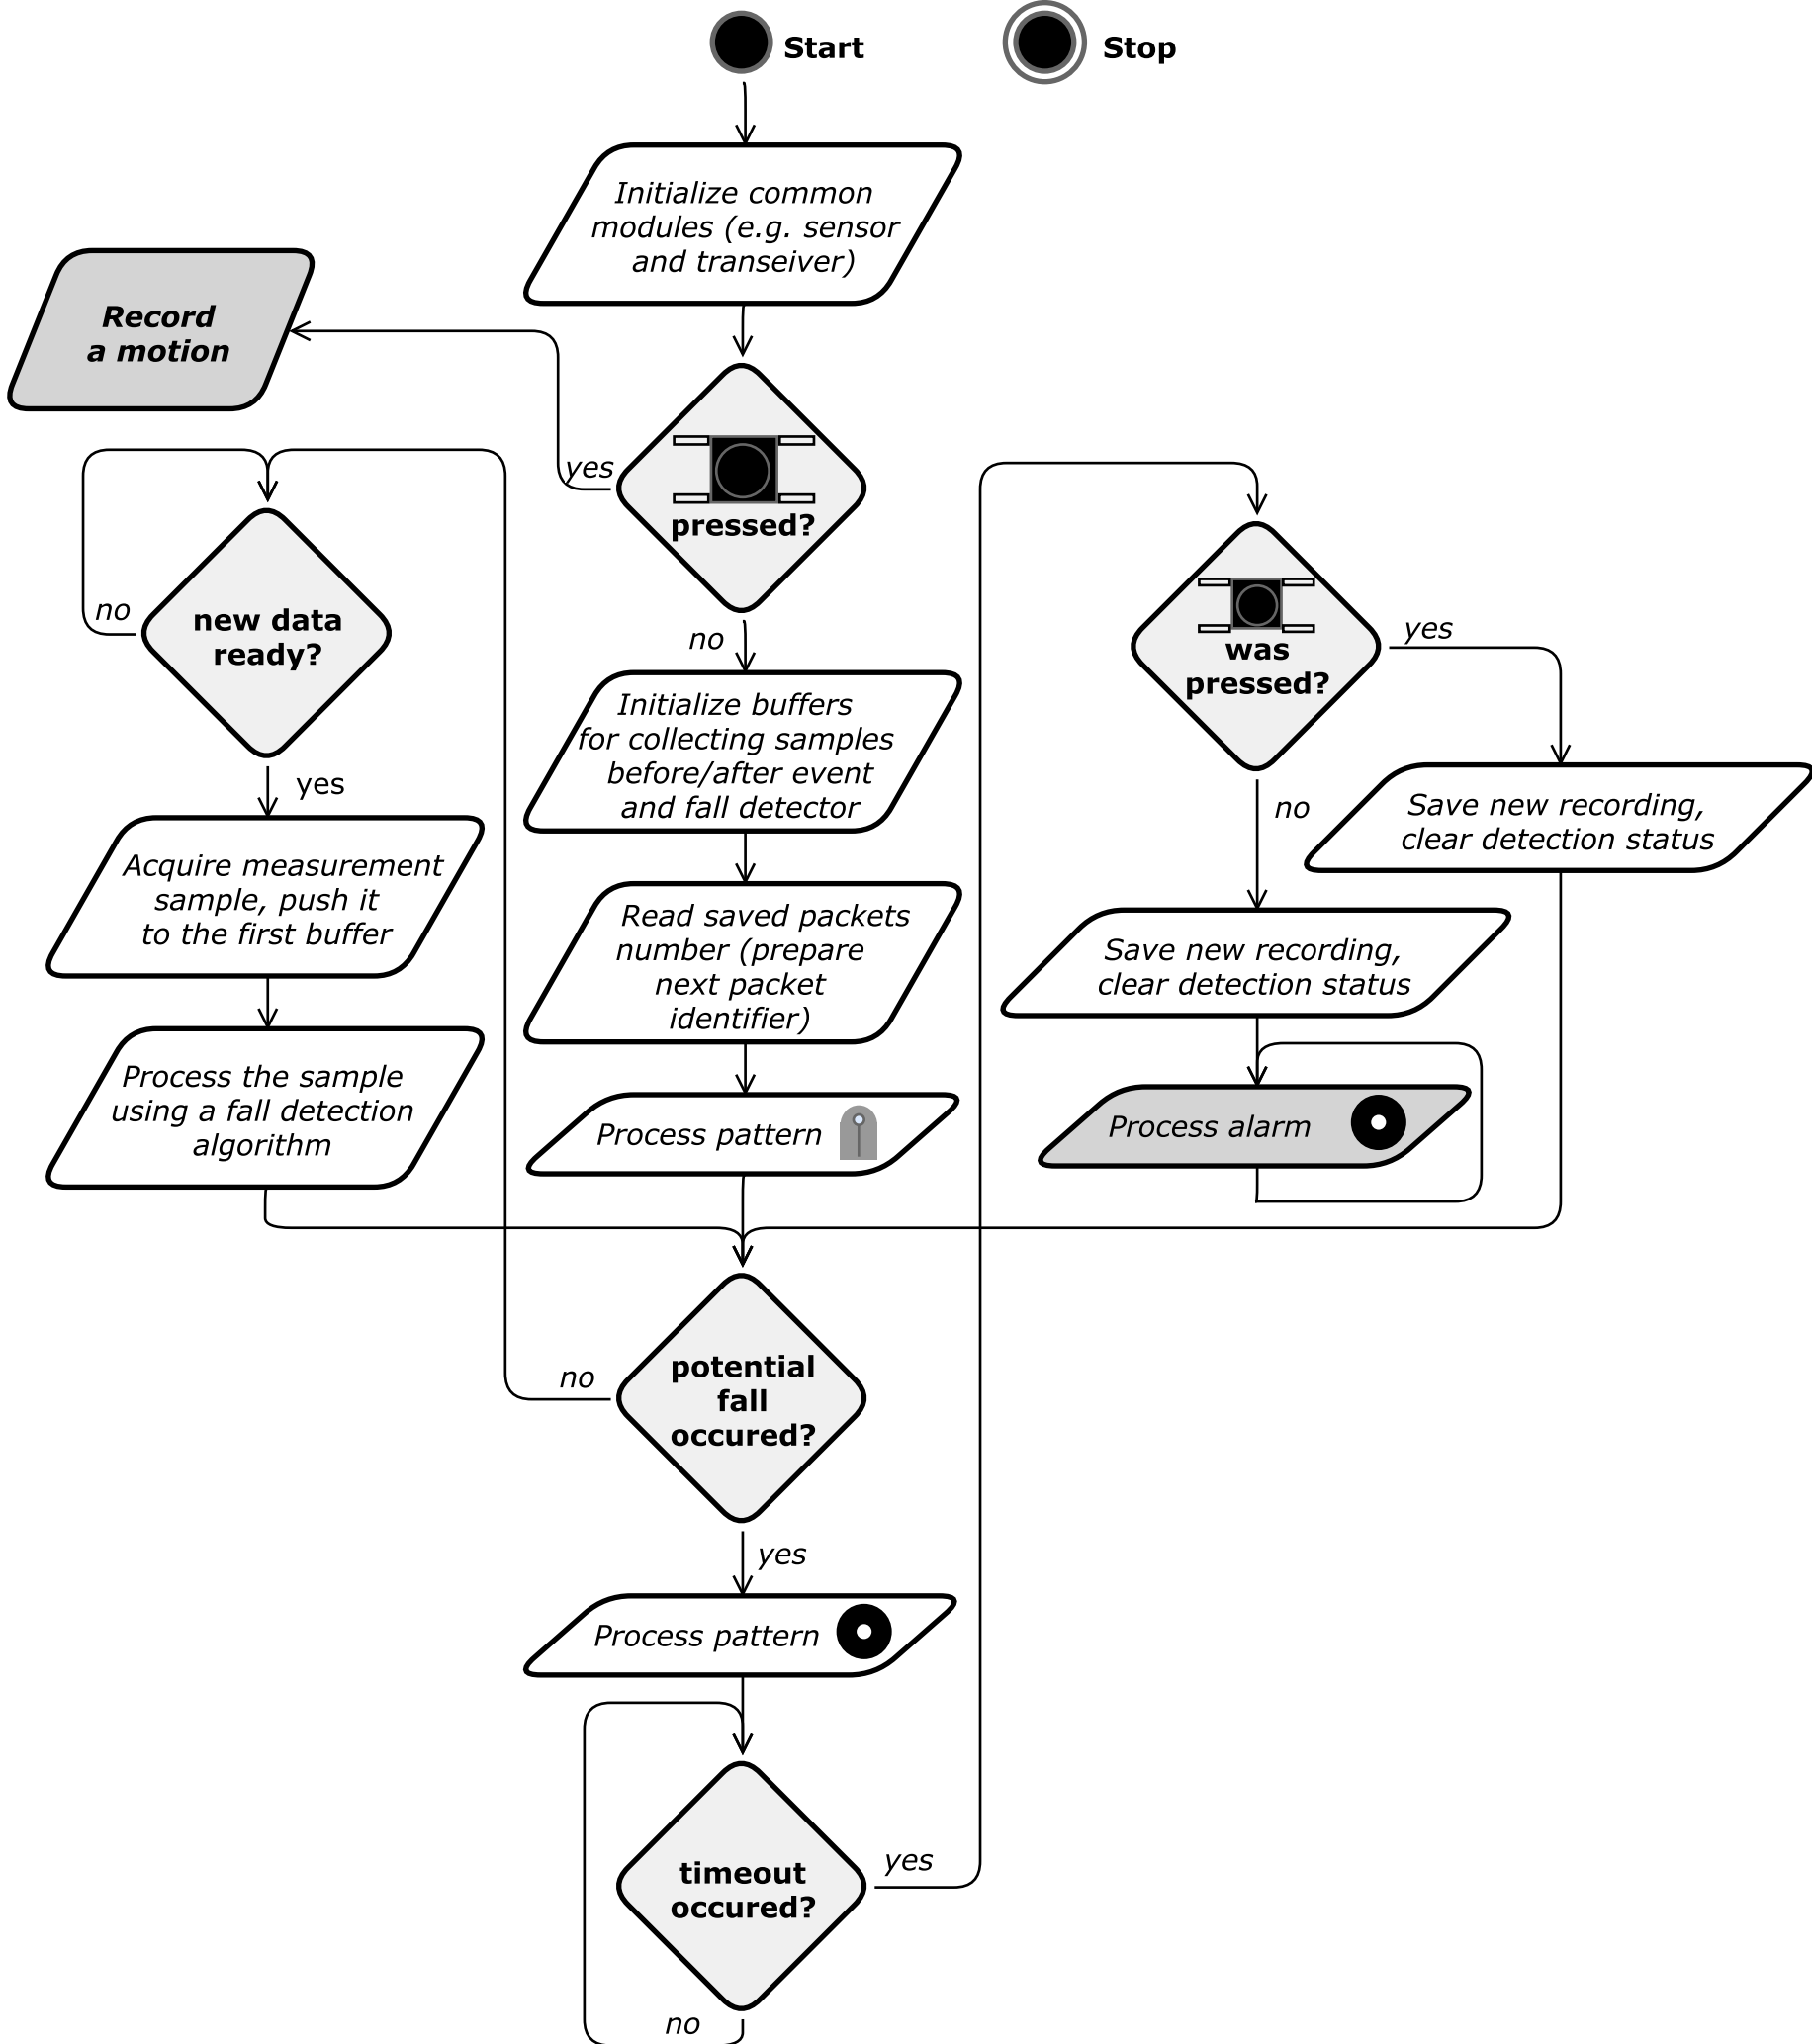 Start
Stop
Initialize common
modules (e.g. sensor
and transeiver)
Record
a motion
yes
pressed?
no
new data
ready?
yes
Acquire measurement
sample, push it
to the first buffer
Process the sample
using a fall detection
algorithm
no
Initialize buffers
for collecting samples
before/after event
and fall detector
Read saved packets
number (prepare
next packet
identifier)
Process pattern
was
pressed?
yes
Save new recording,
clear detection status
no
Save new recording,
clear detection status
Process alarm
potential
fall
occured?
no
yes
Process pattern
timeout
occured?
yes
no